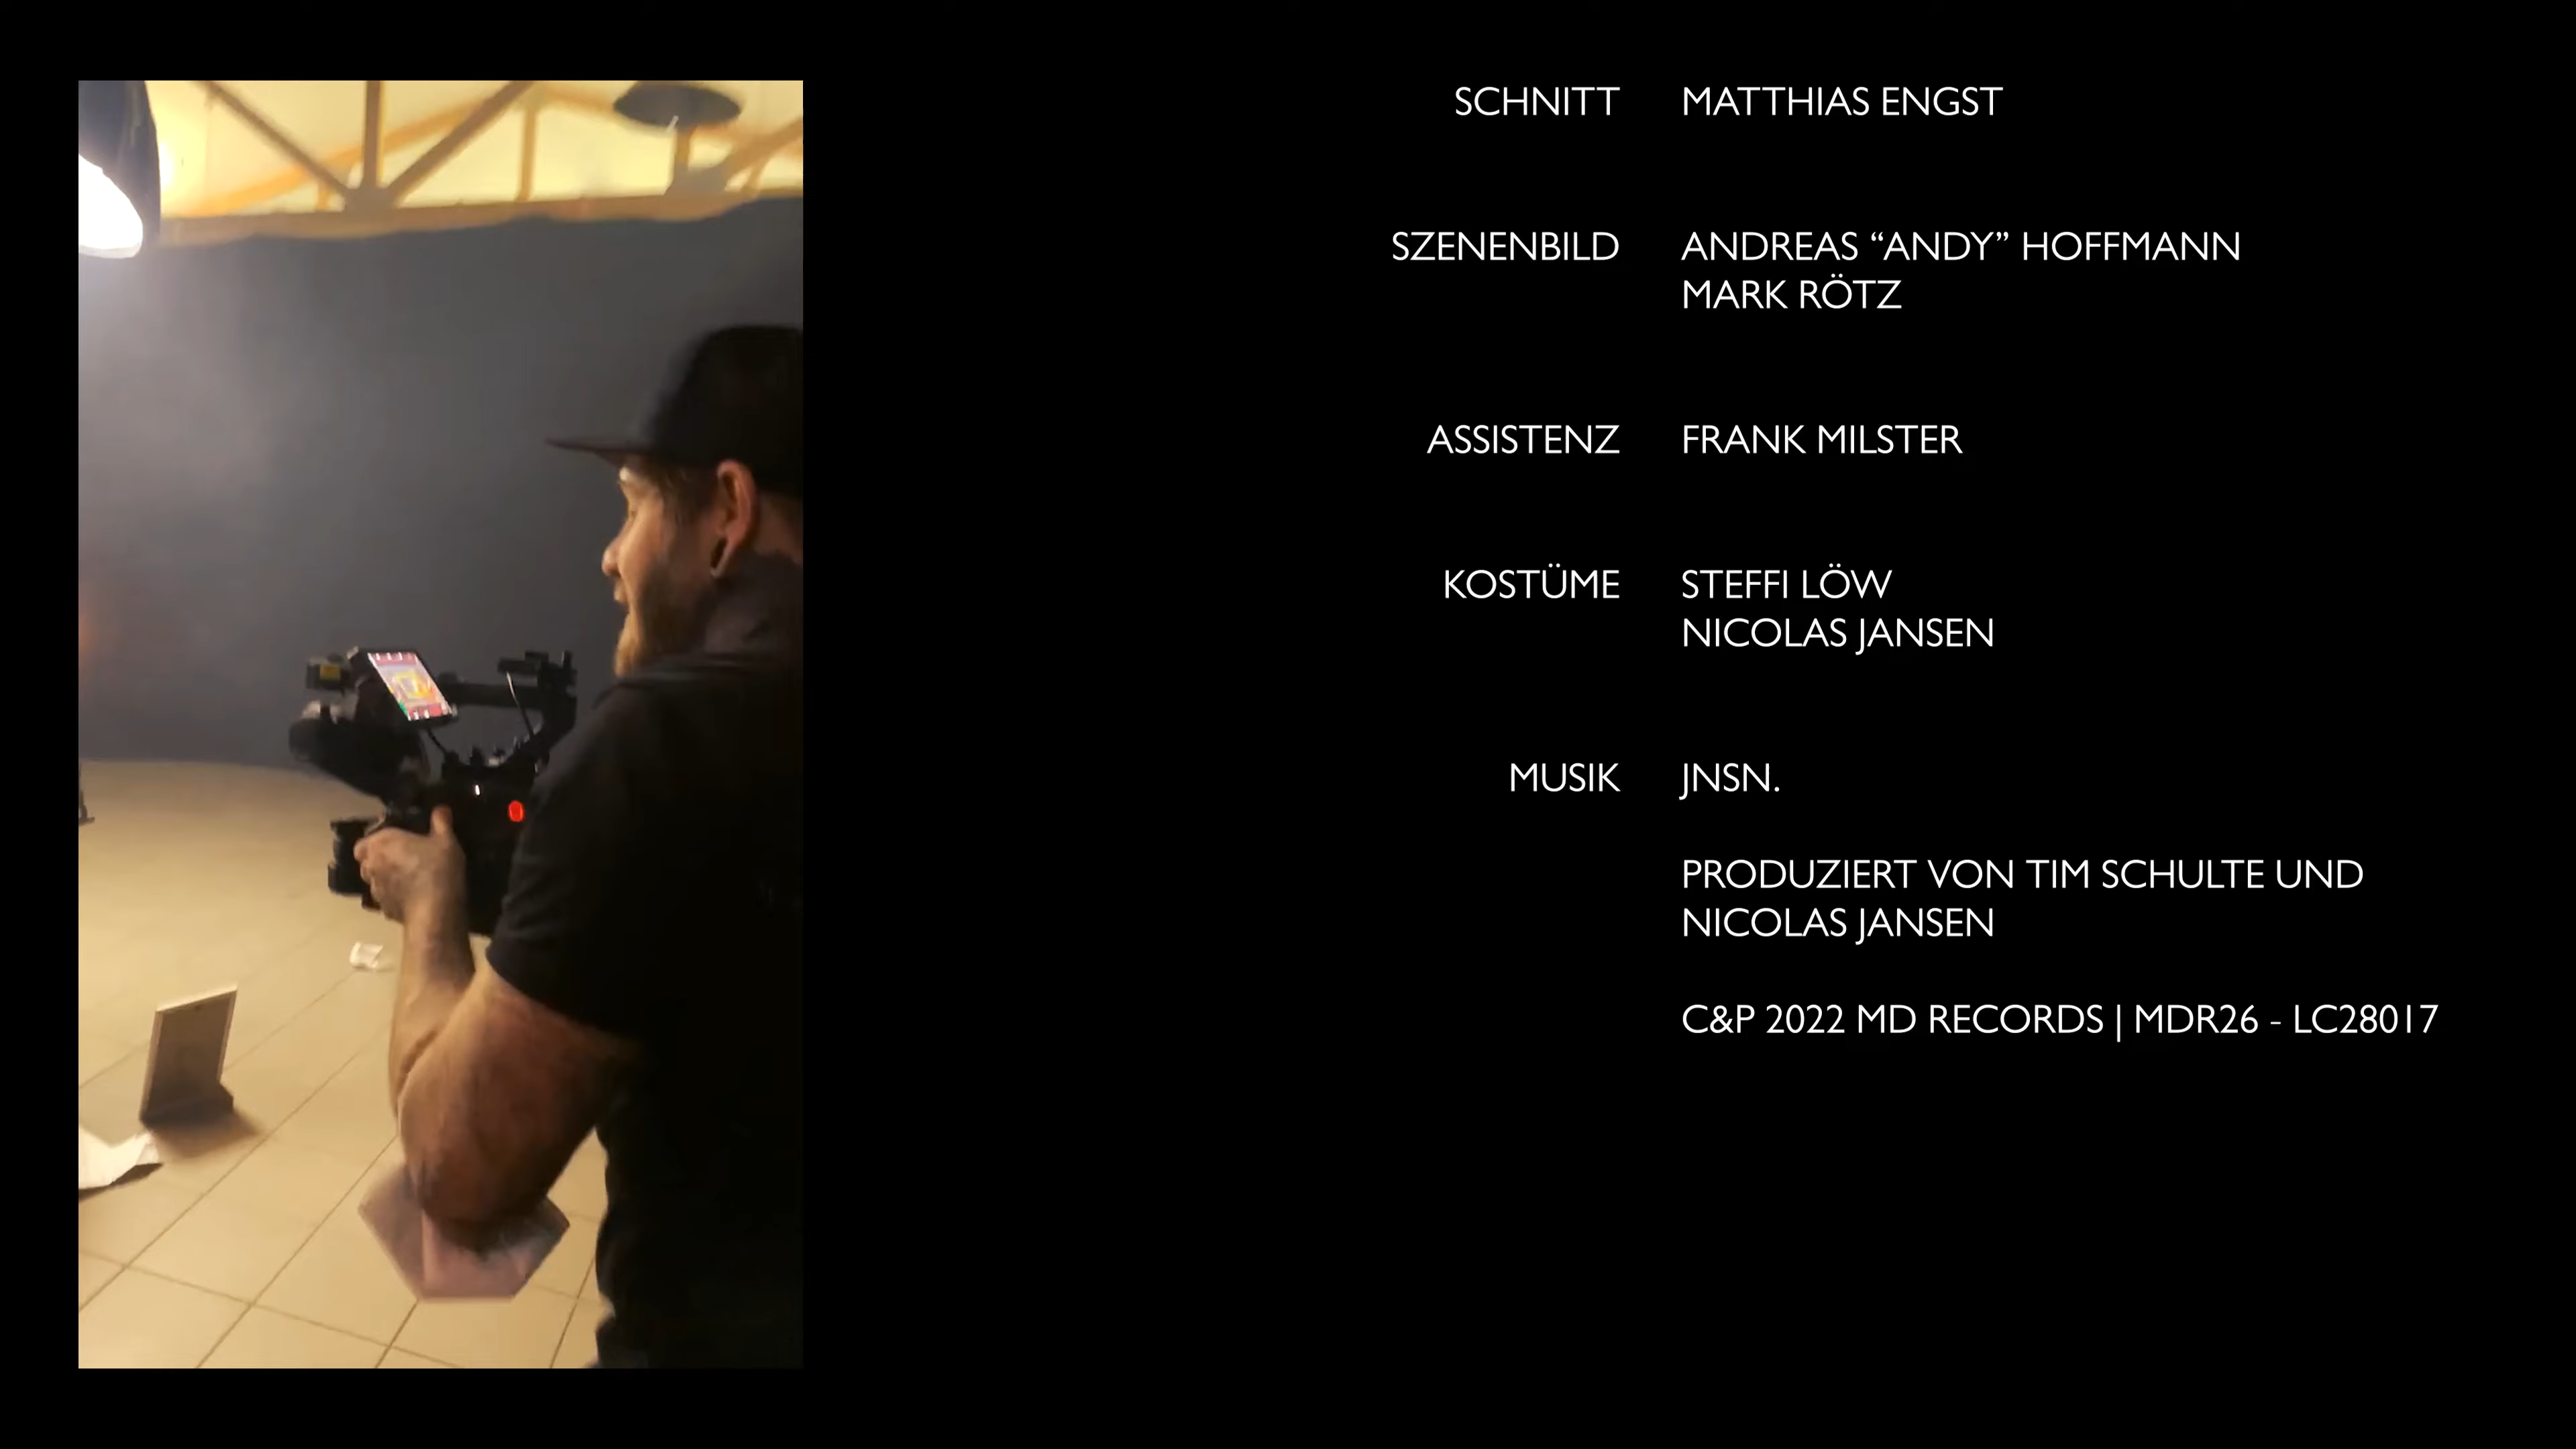 SCHNITT MATTHIAS ENGST
SZENENBILD ANDREAS “ANDY” HOFFMANN
MARK RÖTZ
ASSISTENZ FRANK MILSTER
KOSTÜME STEFFI LÖW
NICOLAS JANSEN
MUSIK JNSN.
PRODUZIERT VON TIM SCHULTE UND
NICOLAS JANSEN
C&P 2022 MD RECORDS | MDR26 - LC28017